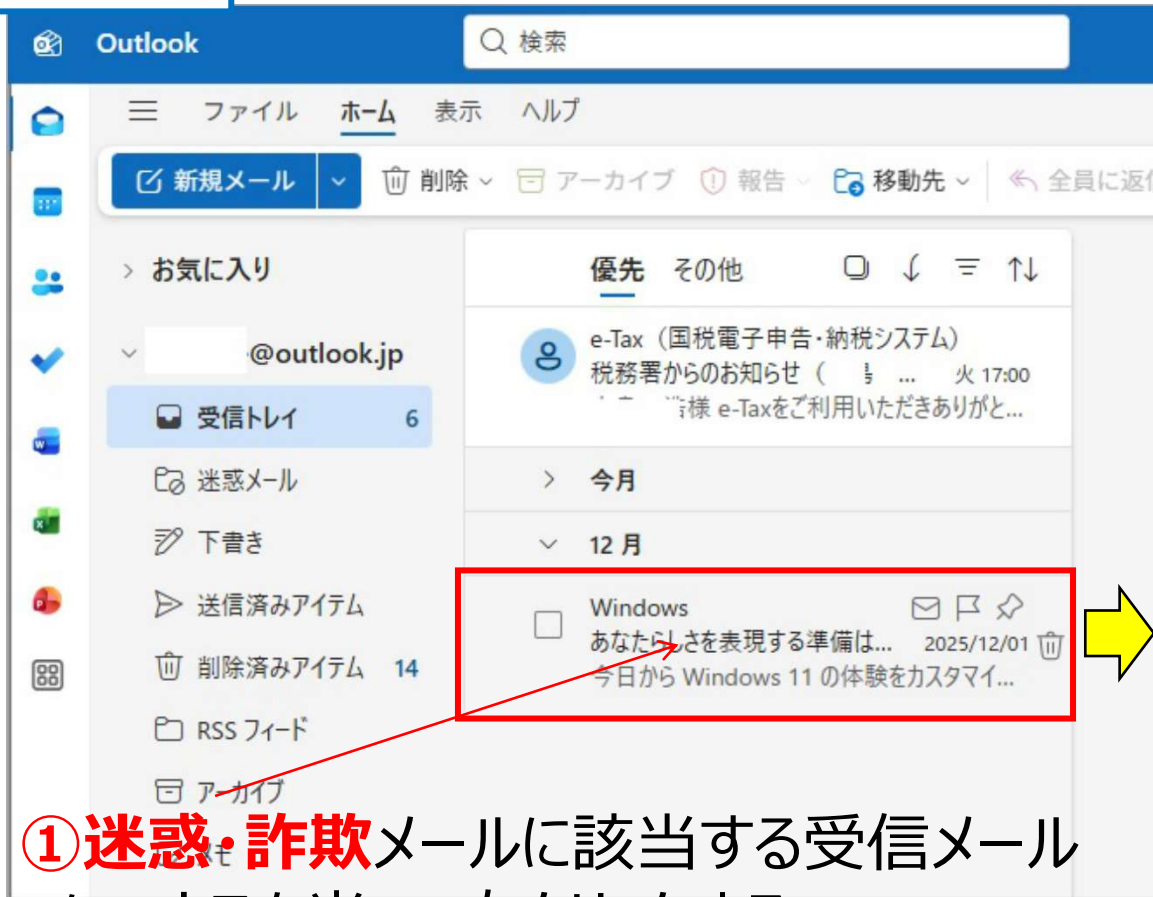 Outlook
検索
ファイル ホーム 表示 ヘルプ
新規メール 削除 アーカイブ 報告 移動先 全員に返信
お気に入り
優先 その他
e-Tax（国税電子申告・納税システム）
税務署からのお知らせ（ ... 火 17:00
様 e-Taxをご利用いただきありがと...
@outlook.jp
受信トレイ 6
迷惑メール
下書き
送信済みアイテム
削除済みアイテム 14
RSS フィード
アーカイブ
メモ
今月
12 月
Windows
あなたらしさを表現する準備は... 2025/12/01
今日から Windows 11 の体験をカスタマイ...
①迷惑・詐欺メールに該当する受信メール